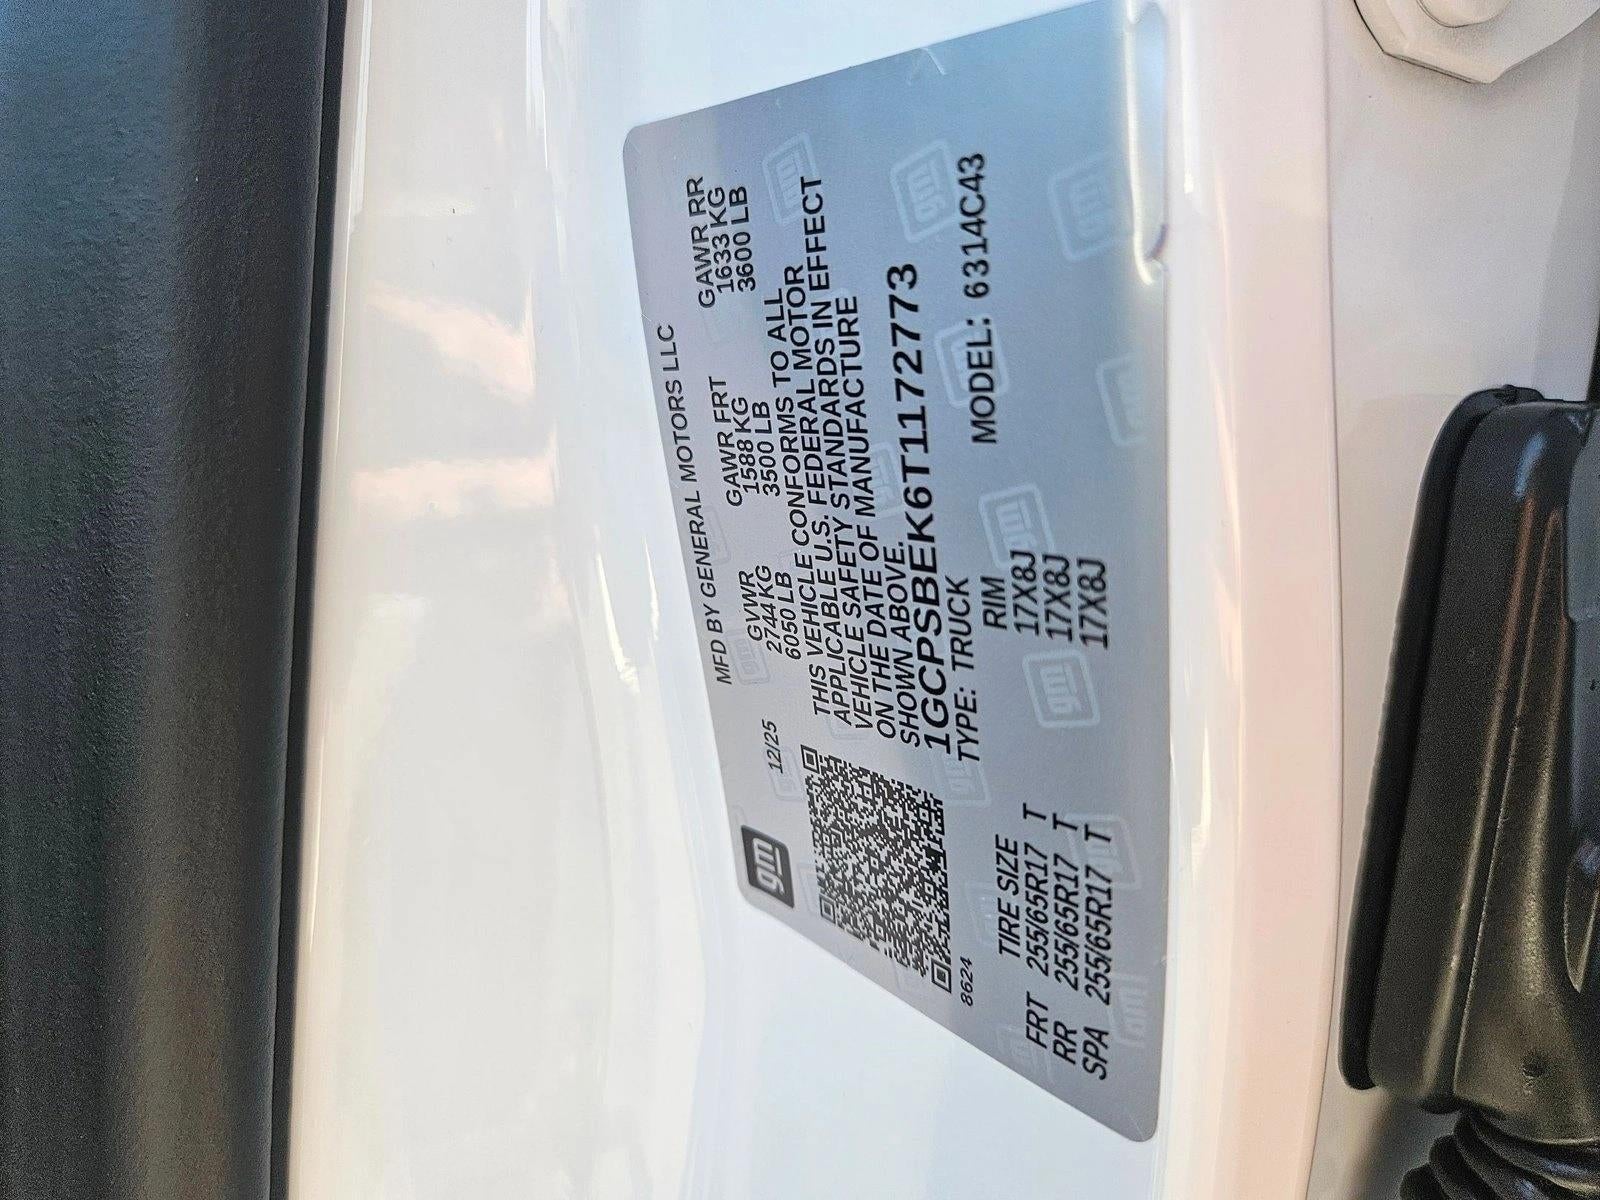 MFD BY GENERAL MOTORS LLC
gm
12/25
GVWR GAWR FRT GAWR RR
2744 KG 1588 KG 1633 KG
6050 LB 3500 LB 3600 LB
THIS VEHICLE CONFORMS TO ALL
APPLICABLE U.S. FEDERAL MOTOR
VEHICLE SAFETY STANDARDS IN EFFECT
ON THE DATE OF MANUFACTURE
SHOWN ABOVE.
1GCPSBEK6T1172773
TYPE: TRUCK MODEL: 6314C43
8624
TIRE SIZE RIM
FRT 255/65R17 T 17X8J
RR 255/65R17 T 17X8J
SPA 255/65R17 T 17X8J